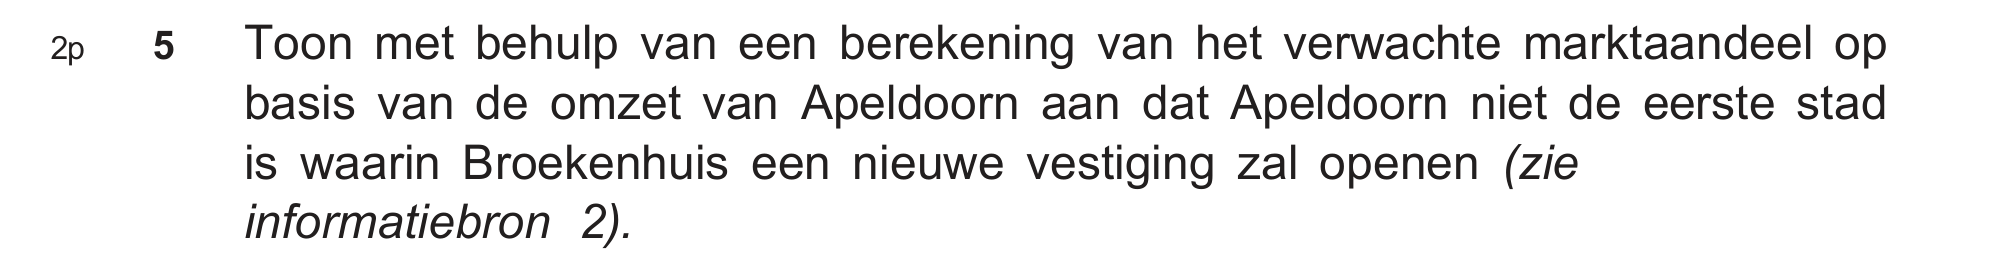 2p 5 Toon met behulp van een berekening van het verwachte marktaandeel op
basis van de omzet van Apeldoorn aan dat Apeldoorn niet de eerste stad
is waarin Broekenhuis een nieuwe vestiging zal openen (zie
informatiebron 2).